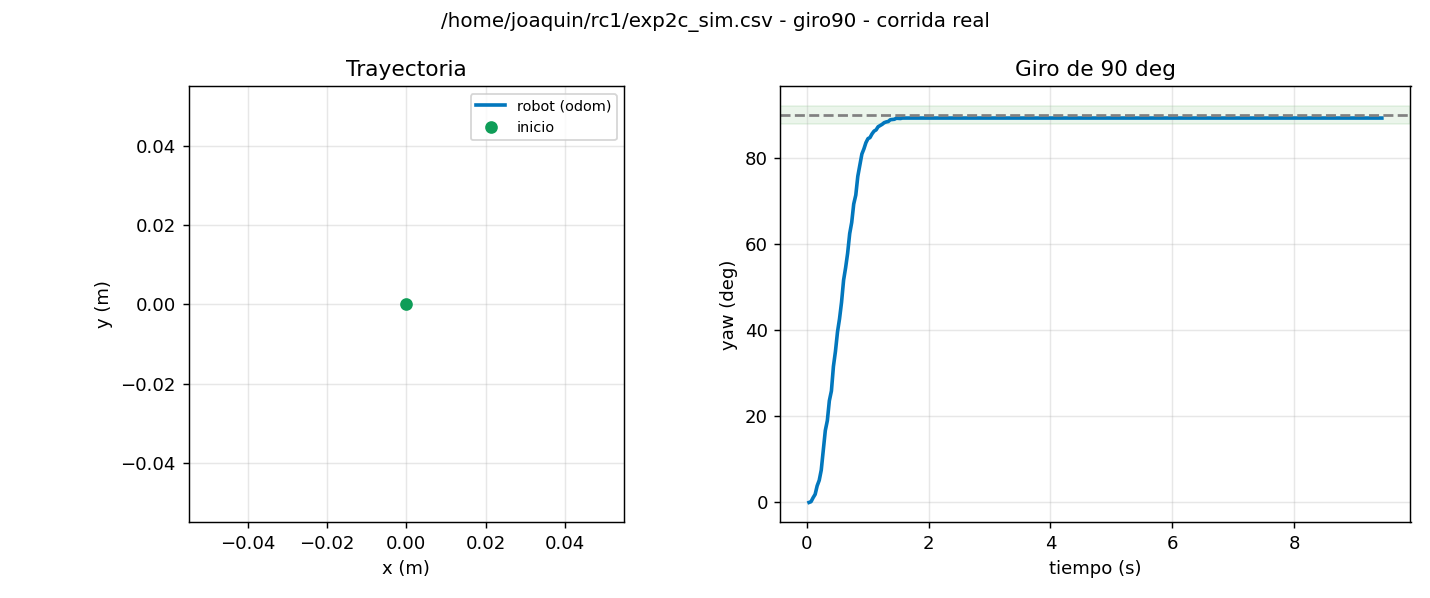 /home/joaquin/rc1/exp2c_sim.csv - giro90 - corrida real
Trayectoria
robot (odom)
inicio
0.04
0.02
0.00
−0.02
−0.04
y (m)
−0.04 −0.02 0.00 0.02 0.04
x (m)
Giro de 90 deg
80
60
40
20
0
yaw (deg)
0 2 4 6 8
tiempo (s)